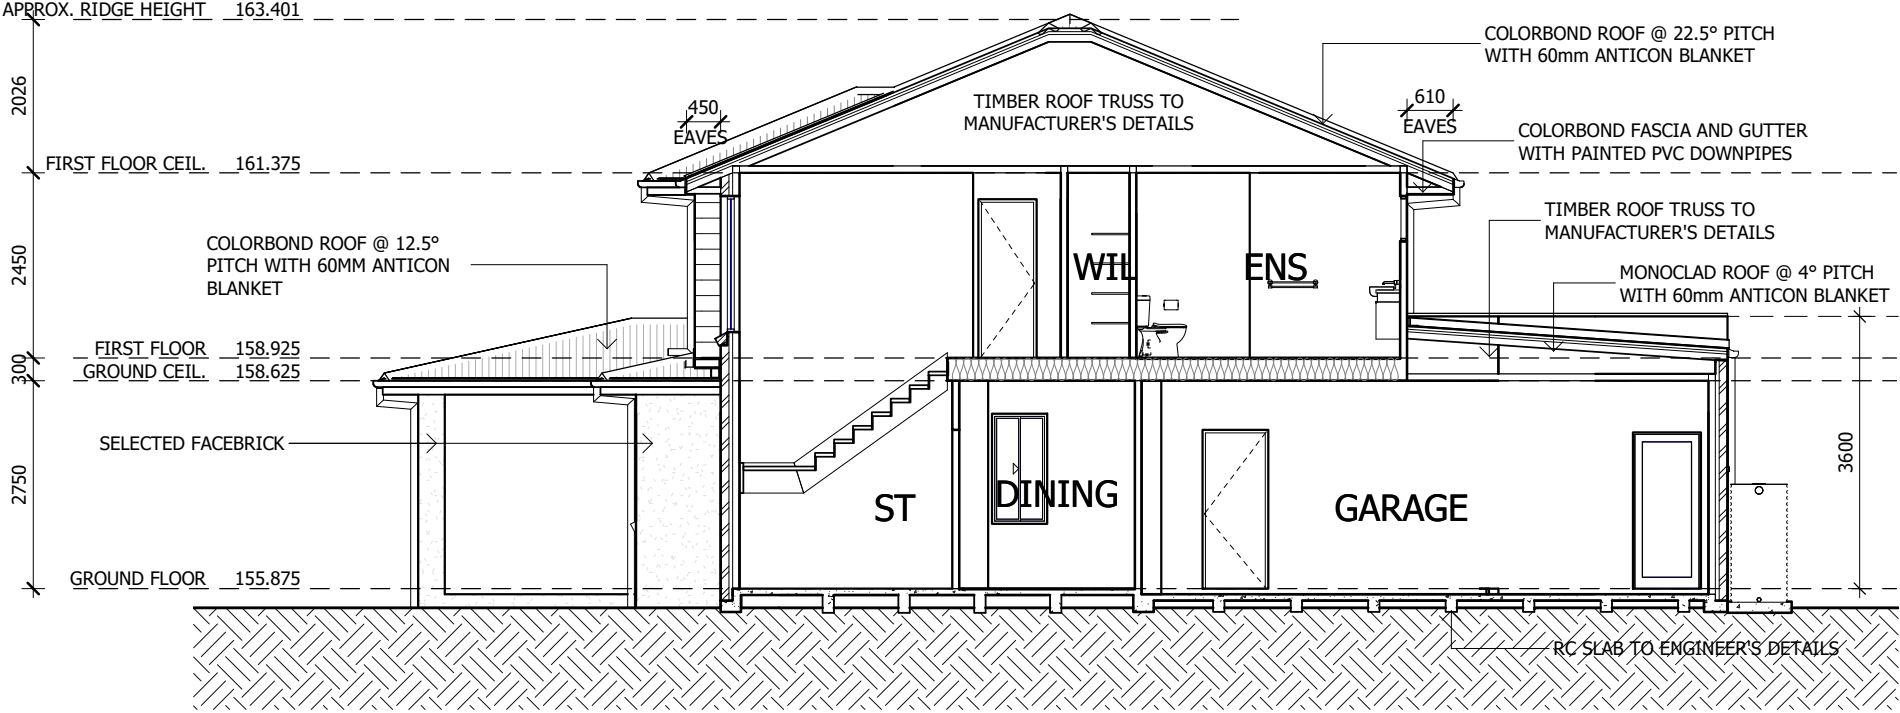 APPROX. RIDGE HEIGHT 163.401
COLORBOND ROOF @ 22.5° PITCH
WITH 60mm ANTICON BLANKET
2026
450
EAVES
TIMBER ROOF TRUSS TO
MANUFACTURER'S DETAILS
610
EAVES
COLORBOND FASCIA AND GUTTER
WITH PAINTED PVC DOWNPIPES
FIRST FLOOR CEIL. 161.375
TIMBER ROOF TRUSS TO
MANUFACTURER'S DETAILS
COLORBOND ROOF @ 12.5°
PITCH WITH 60MM ANTICON
BLANKET
2450
WIL
ENS
MONOCLAD ROOF @ 4° PITCH
WITH 60mm ANTICON BLANKET
FIRST FLOOR 158.925
300
GROUND CEIL. 158.625
SELECTED FACEBRICK
2750
3600
ST
DINING
GARAGE
GROUND FLOOR 155.875
RC SLAB TO ENGINEER'S DETAILS